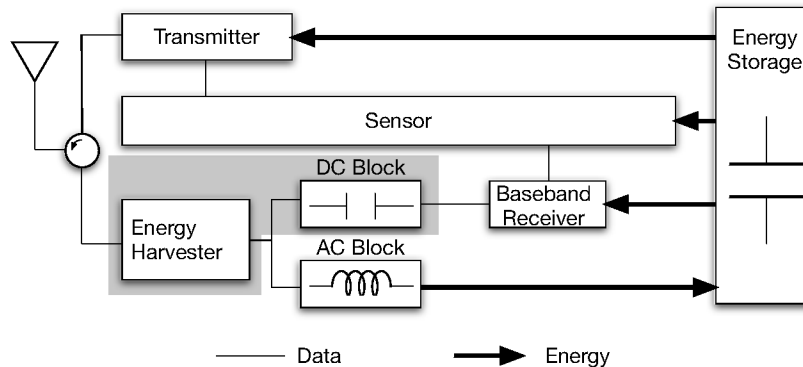 Transmitter
Energy
Storage
Sensor
DC Block
Baseband
Receiver
Energy
Harvester
AC Block
Data
Energy